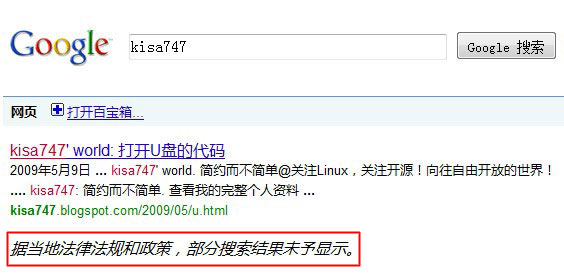 Google kisa747 Google 搜索
网页 打开百宝箱...
kisa747' world: 打开U盘的代码
2009年5月9日 ... kisa747' world. 简约而不简单@关注Linux，关注开源！向往自由开放的世界！
.... kisa747: 简约而不简单. 查看我的完整个人资料 ...
kisa747.blogspot.com/2009/05/u.html
据当地法律法规和政策，部分搜索结果未予显示。